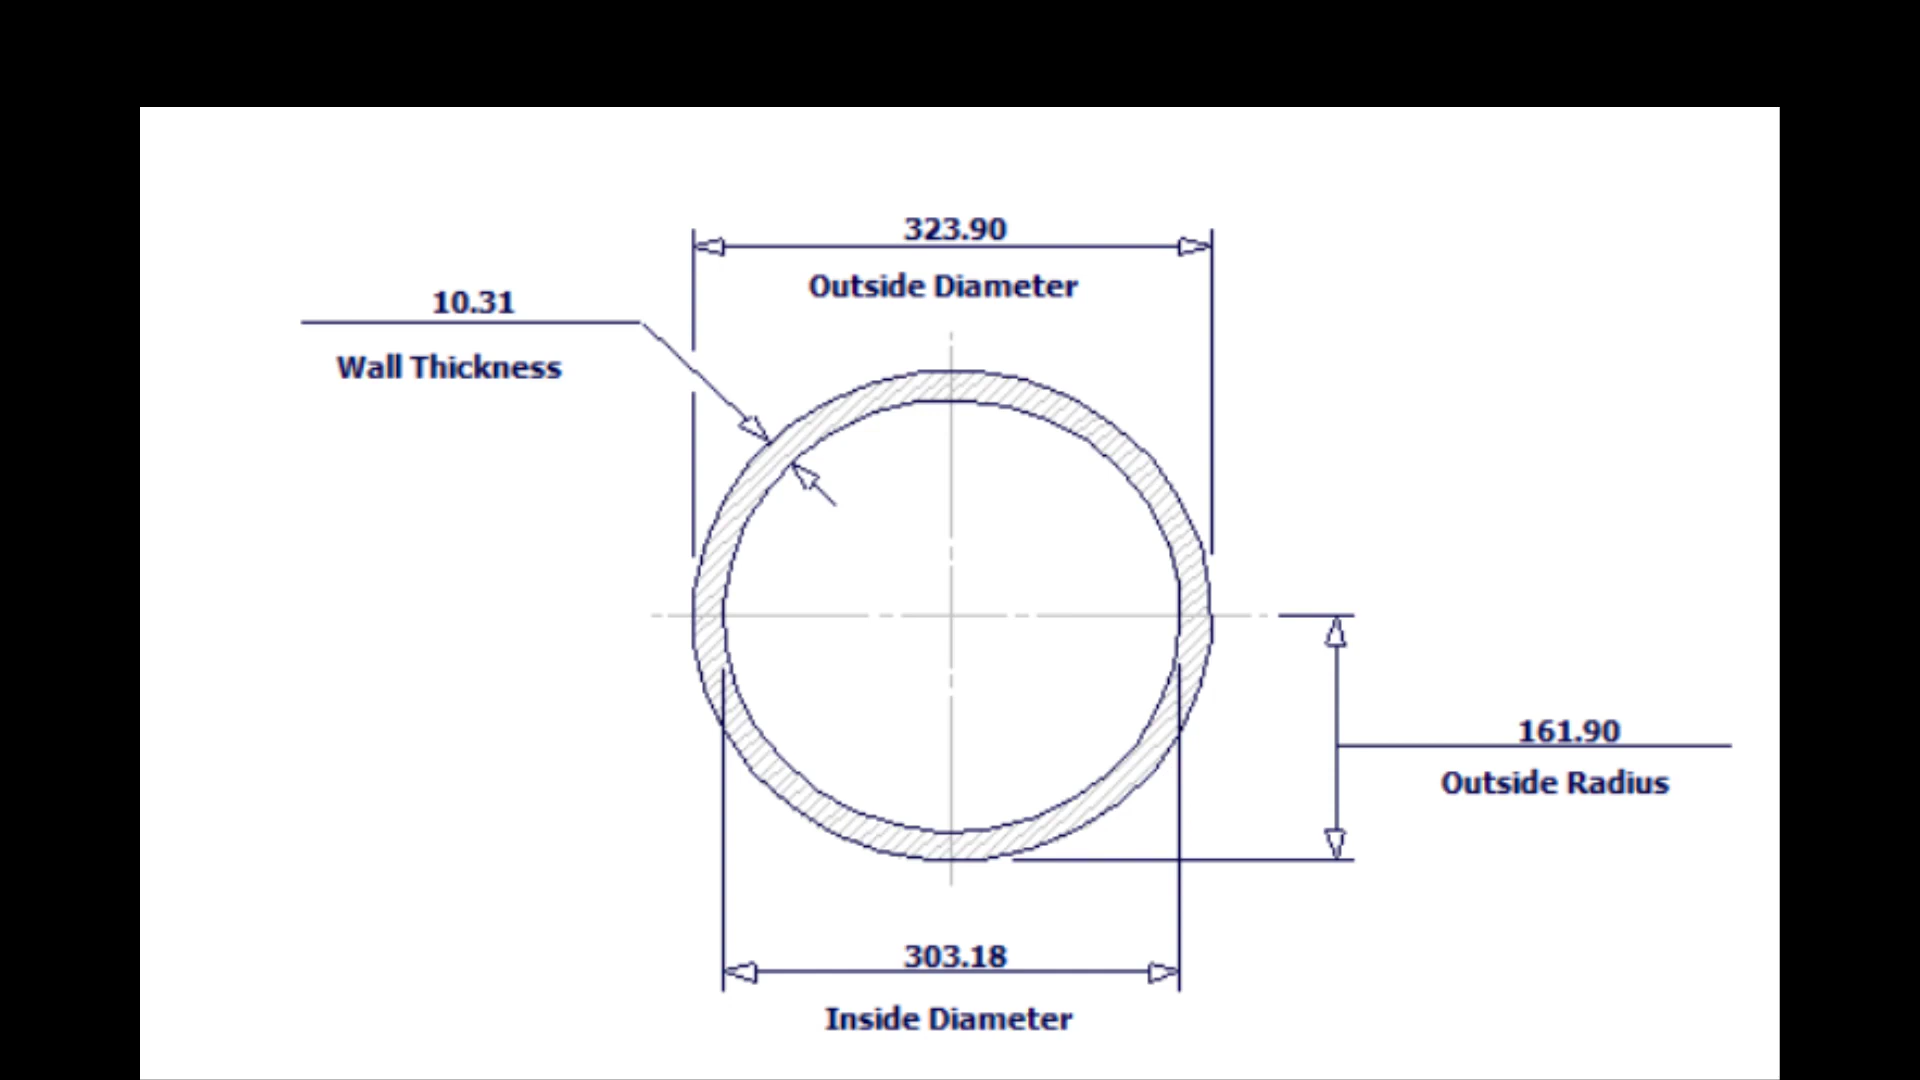 323.90
Outside Diameter
10.31
Wall Thickness
161.90
Outside Radius
303.18
Inside Diameter